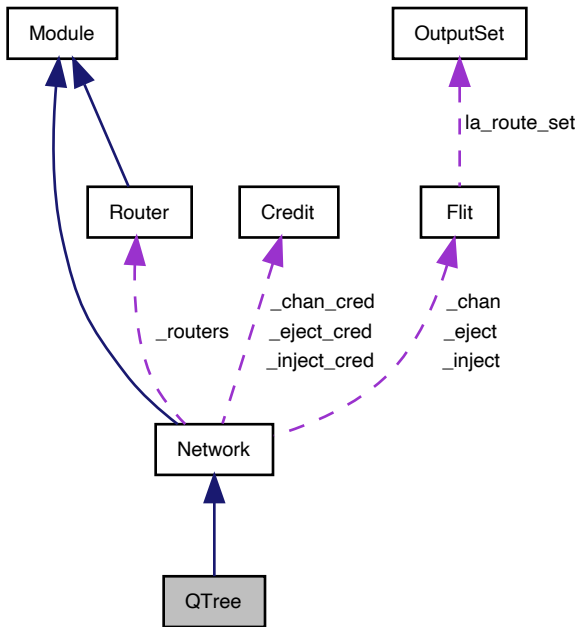 Module
OutputSet
la_route_set
Router
Credit
Flit
_routers
_chan_cred
_eject_cred
_inject_cred
_chan
_eject
_inject
Network
QTree